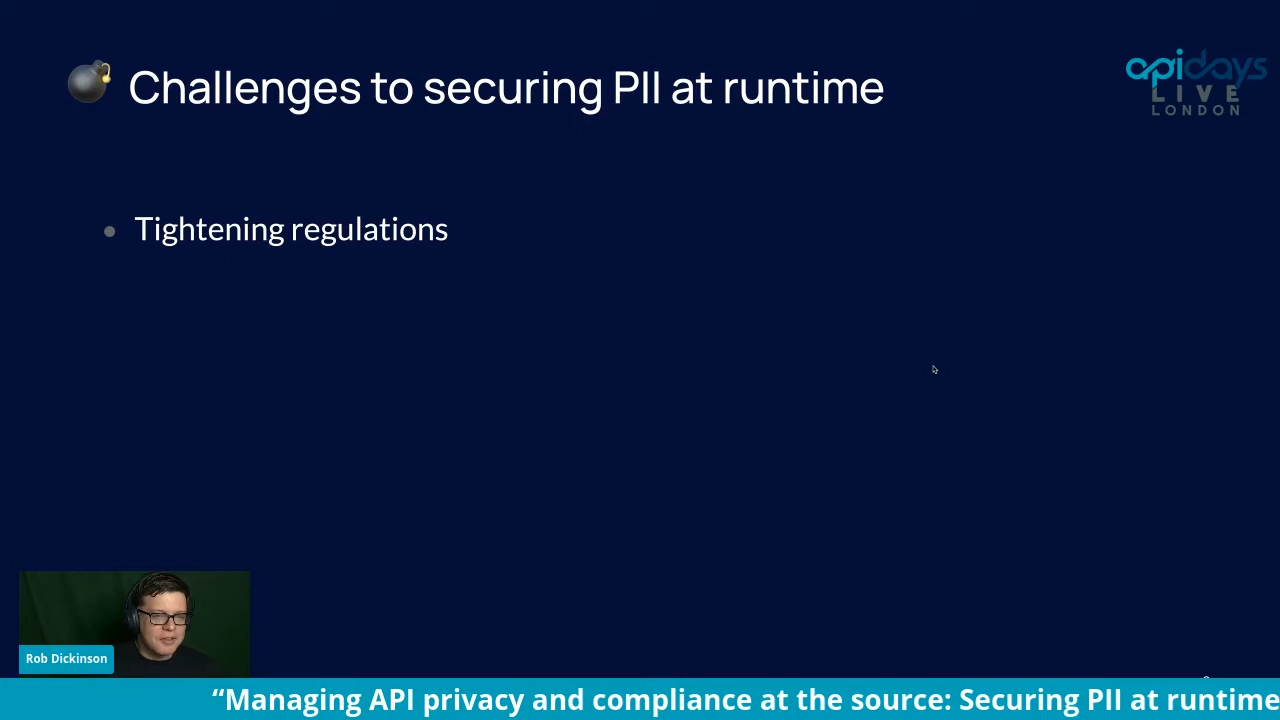 Challenges to securing PII at runtime
apidays
LIVE
LONDON
Tightening regulations
Rob Dickinson
“Managing API privacy and compliance at the source: Securing PII at runtime